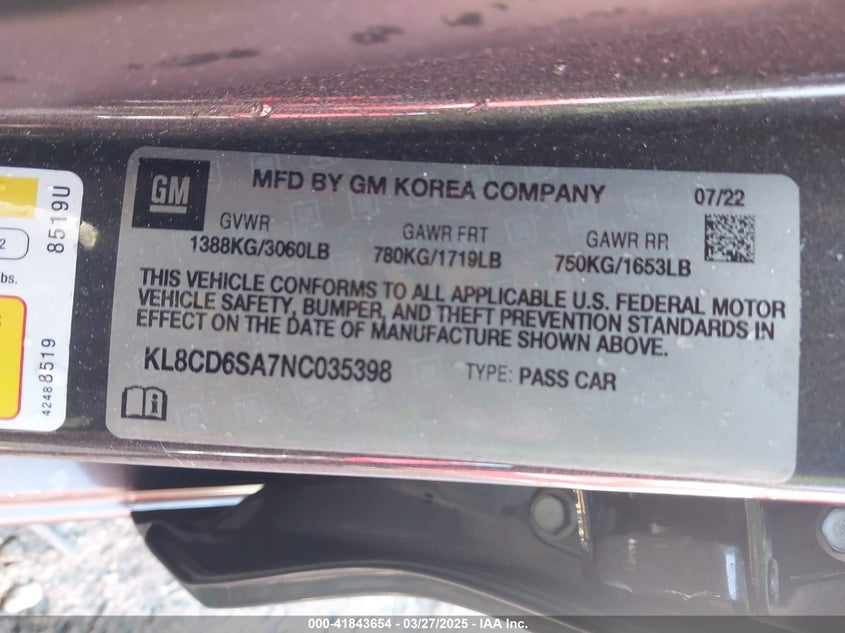 GM
MFD BY GM KOREA COMPANY
07/22
GVWR
1388KG/3060LB
GAWR FRT
780KG/1719LB
GAWR RR
750KG/1653LB
THIS VEHICLE CONFORMS TO ALL APPLICABLE U.S. FEDERAL MOTOR
VEHICLE SAFETY, BUMPER, AND THEFT PREVENTION STANDARDS IN
EFFECT ON THE DATE OF MANUFACTURE SHOWN ABOVE.
KL8CD6SA7NC035398
TYPE: PASS CAR
8519U
2
bs.
42488519
000-41843654 - 03/27/2025 - IAA Inc.